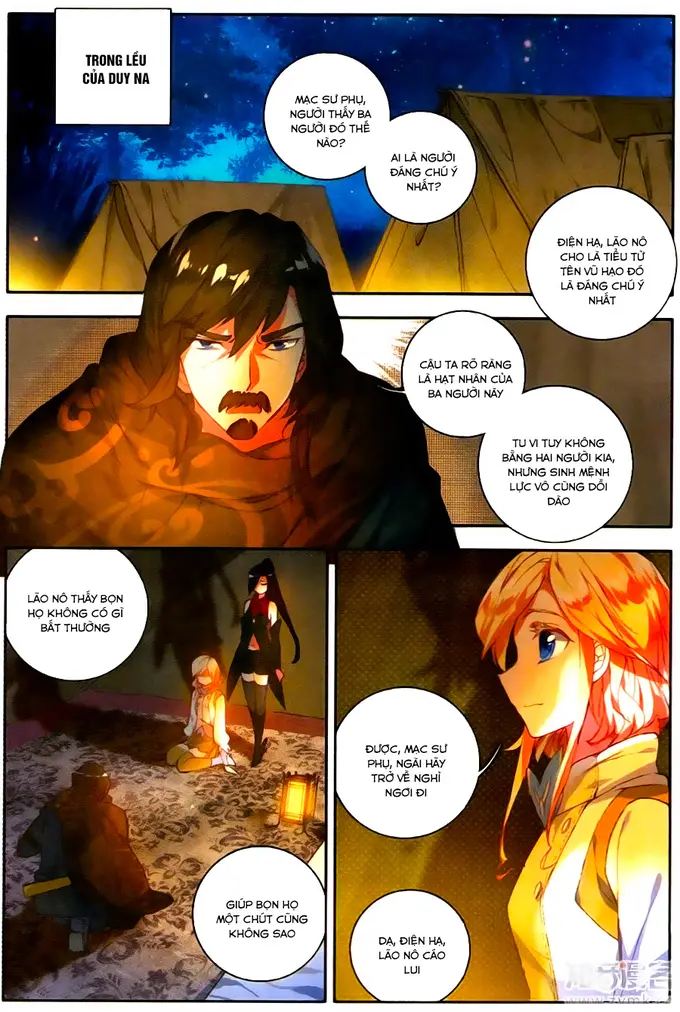 TRONG LỀU
CỦA DUY NA
MẠC SƯ PHỤ,
NGƯỜI THẤY BA
NGƯỜI ĐÓ THẾ
NÀO?
AI LÀ NGƯỜI
ĐÁNG CHÚ Ý
NHẤT?
ĐIỆN HẠ, LÃO NÔ
CHO LÀ TIỂU TỬ
TÊN VŨ HẠO ĐÓ
LÀ ĐÁNG CHÚ Ý
NHẤT
CẬU TA RÕ RÀNG
LÀ HẠT NHÂN CỦA
BA NGƯỜI NÀY
TU VI TUY KHÔNG
BẰNG HAI NGƯỜI KIA,
NHƯNG SINH MỆNH
LỰC VÔ CÙNG DỒI
DÀO
LÃO NÔ THẤY BỌN
HỌ KHÔNG CÓ GÌ
BẤT THƯỜNG
GIÚP BỌN HỌ
MỘT CHÚT CŨNG
KHÔNG SAO
ĐƯỢC, MẠC SƯ
PHỤ, NGÀI HÃY
TRỞ VỀ NGHỈ
NGƠI ĐI
DẠ, ĐIỆN HẠ,
LÃO NÔ CÁO
LUI